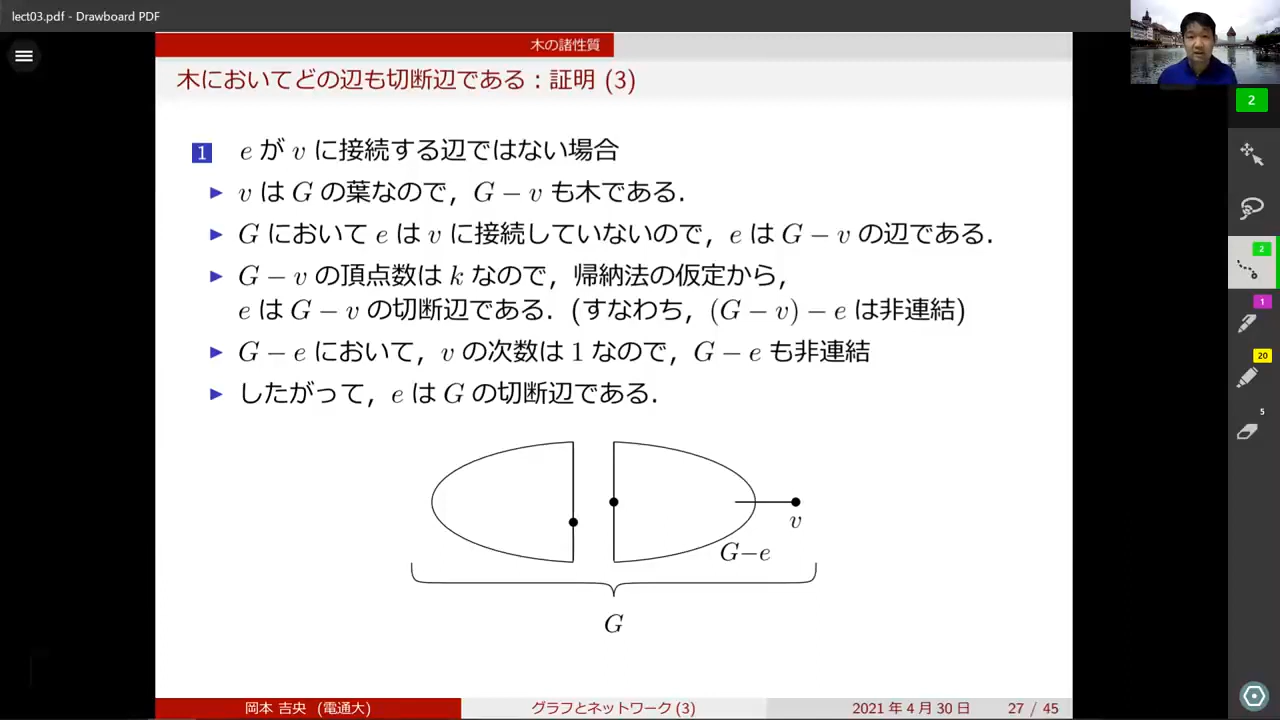 lect03.pdf - Drawboard PDF
木の諸性質
木においてどの辺も切断辺である：証明 (3)
1 e が v に接続する辺ではない場合
▶ v は G の葉なので，G − v も木である．
▶ G において e は v に接続していないので，e は G − v の辺である．
▶ G − v の頂点数は k なので，帰納法の仮定から，
e は G − v の切断辺である．(すなわち，(G − v) − e は非連結)
▶ G − e において，v の次数は 1 なので，G − e も非連結
▶ したがって，e は G の切断辺である．
v
G−e
G
岡本 吉央 (電通大)
グラフとネットワーク (3)
2021 年 4 月 30 日
27 / 45
2
2
1
20
5